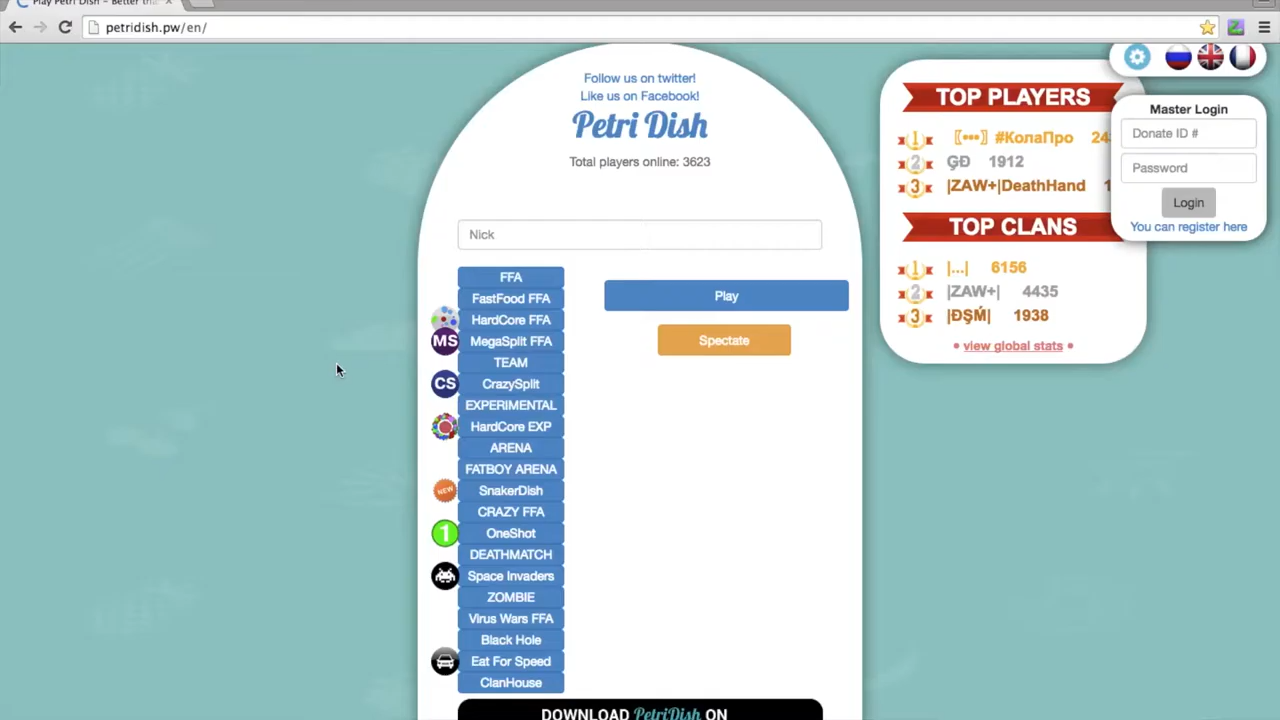 Play Petri Dish - Better tha
petridish.pw/en/
Follow us on twitter!
Like us on Facebook!
Petri Dish
Total players online: 3623
Nick
FFA
FastFood FFA
HardCore FFA
MS
MegaSplit FFA
TEAM
CS
CrazySplit
EXPERIMENTAL
HardCore EXP
ARENA
FATBOY ARENA
NEW
SnakerDish
CRAZY FFA
1
OneShot
DEATHMATCH
Space Invaders
ZOMBIE
Virus Wars FFA
Black Hole
Eat For Speed
ClanHouse
Play
Spectate
DOWNLOAD PetriDish ON
TOP PLAYERS
1 〖•••〗 #КолаПро 24
2 ĢĐ 1912
3 |ZAW+|DeathHand 1
TOP CLANS
1 |...| 6156
2 |ZAW+| 4435
3 |ĐŞḾ| 1938
• view global stats •
Master Login
Donate ID #
Password
Login
You can register here